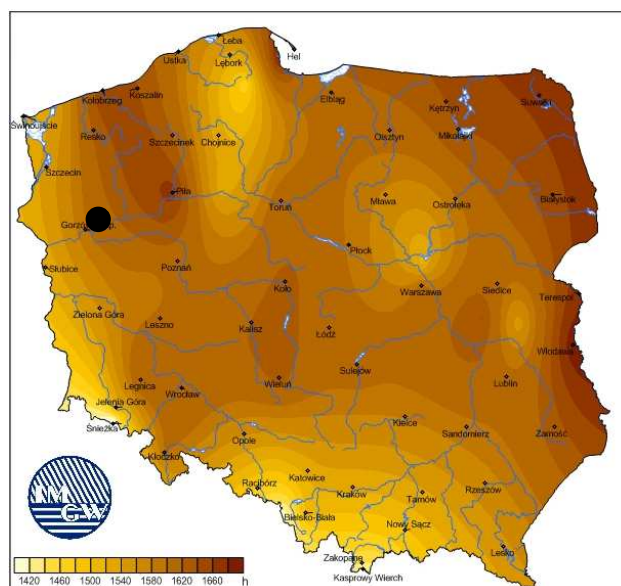 Łeba
Ustka
Lębork
Hel
Koszalin
Kołobrzeg
Elbląg
Kętrzyn
Suwałki
Świnoujście
Resko
Szczecinek
Chojnice
Olsztyn
Mikołajki
Szczecin
Piła
Toruń
Mława
Ostrołęka
Białystok
Gorzów
Płock
Słubice
Poznań
Koło
Warszawa
Siedlce
Terespol
Zielona Góra
Leszno
Kalisz
Łódź
Włodawa
Sulejów
Legnica
Wrocław
Wieluń
Lublin
Jelenia Góra
Śnieżka
Opole
Kielce
Sandomierz
Zamość
Kłodzko
Racibórz
Katowice
Kraków
Tarnów
Rzeszów
Bielsko-Biała
Nowy Sącz
Lesko
Zakopane
Kasprowy Wierch
IM
GW
1420 1460 1500 1540 1580 1620 1660 h